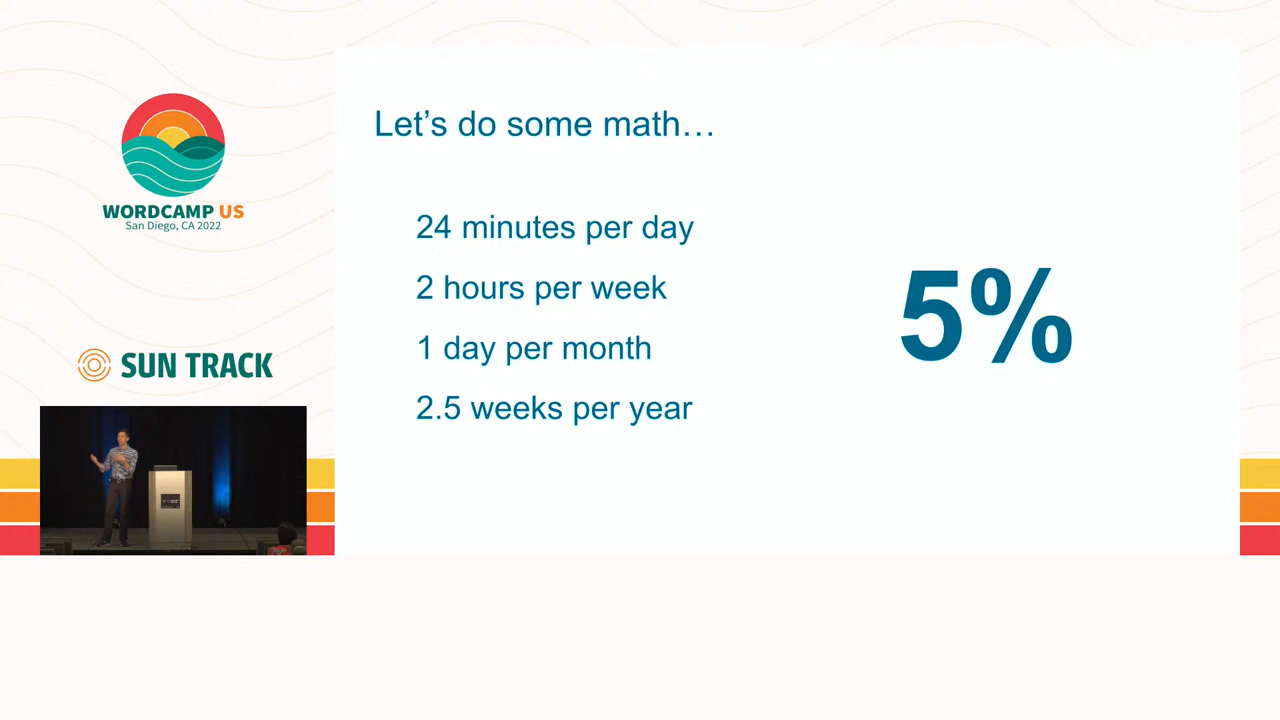 WORDCAMP US
San Diego, CA 2022
SUN TRACK
Let's do some math…
24 minutes per day
2 hours per week
1 day per month
2.5 weeks per year
5%